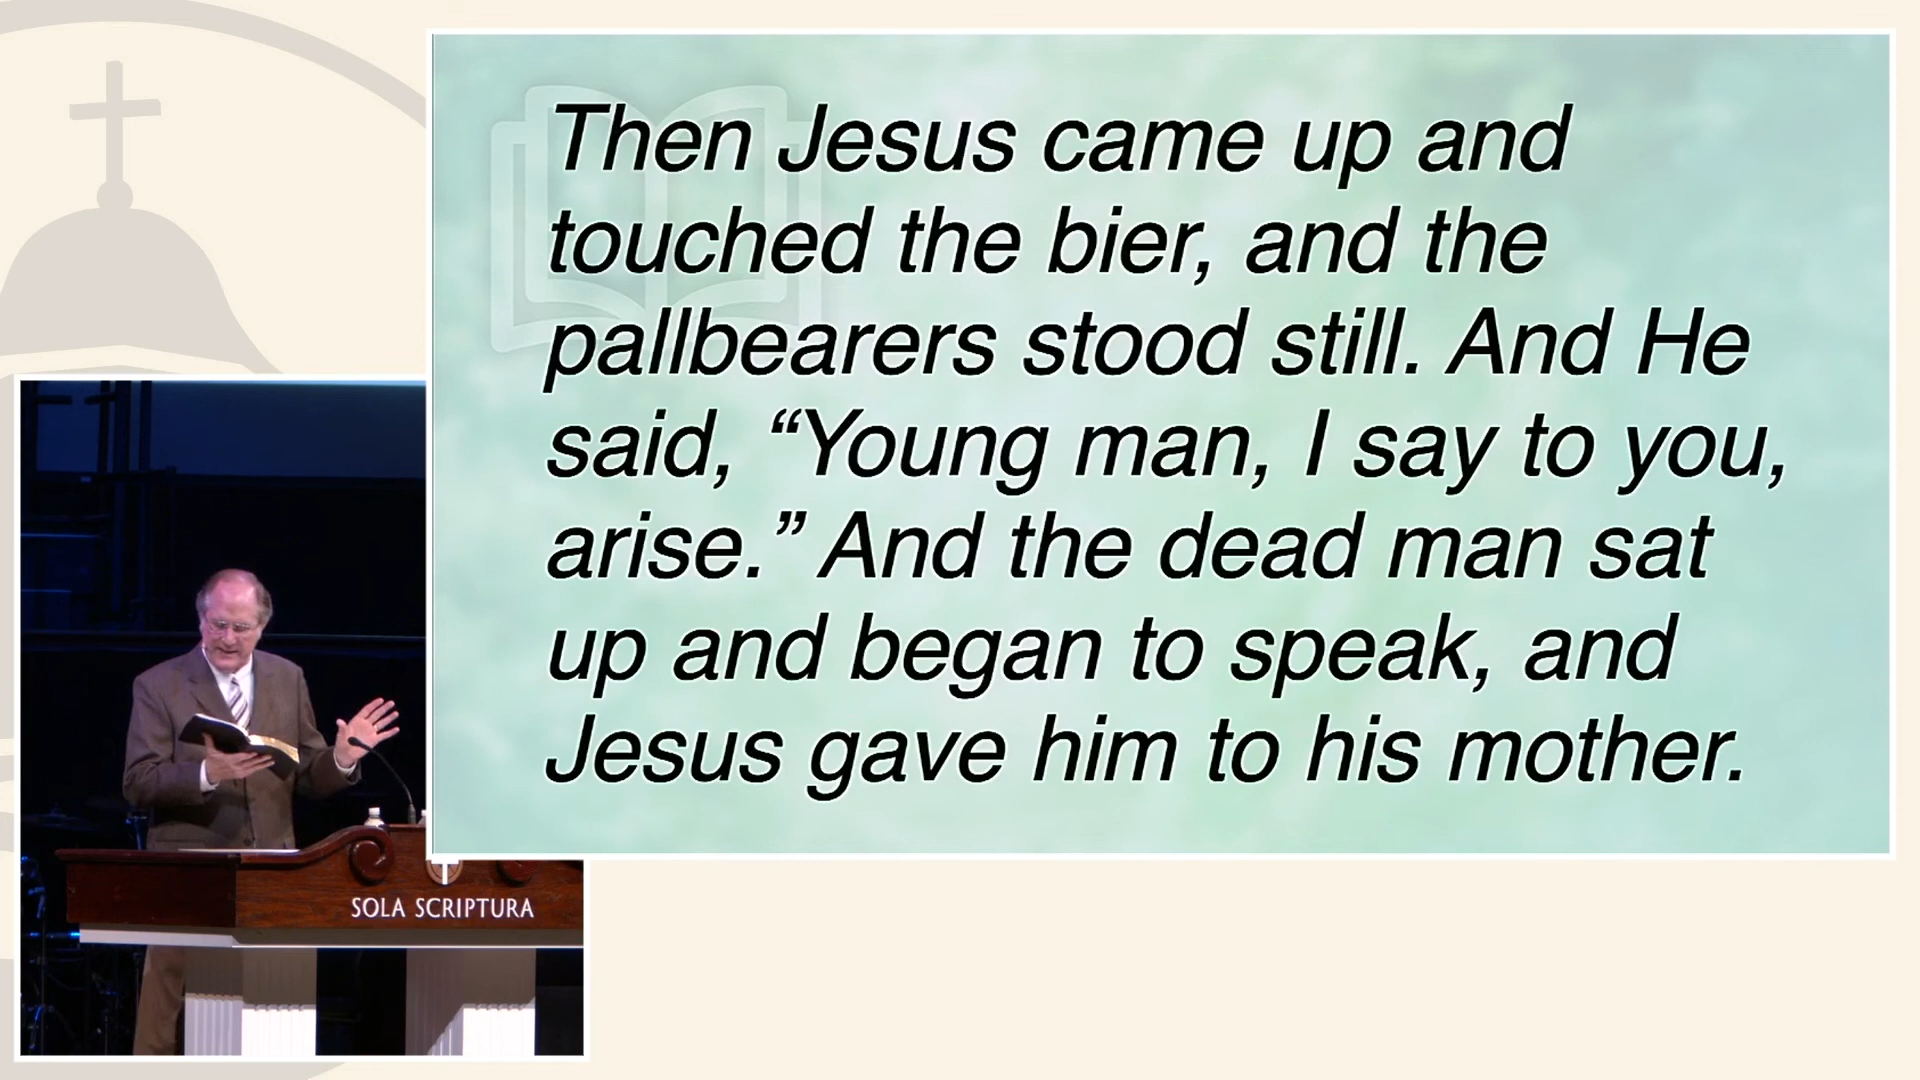 Then Jesus came up and
touched the bier, and the
pallbearers stood still. And He
said, “Young man, I say to you,
arise.” And the dead man sat
up and began to speak, and
Jesus gave him to his mother.
SOLA SCRIPTURA